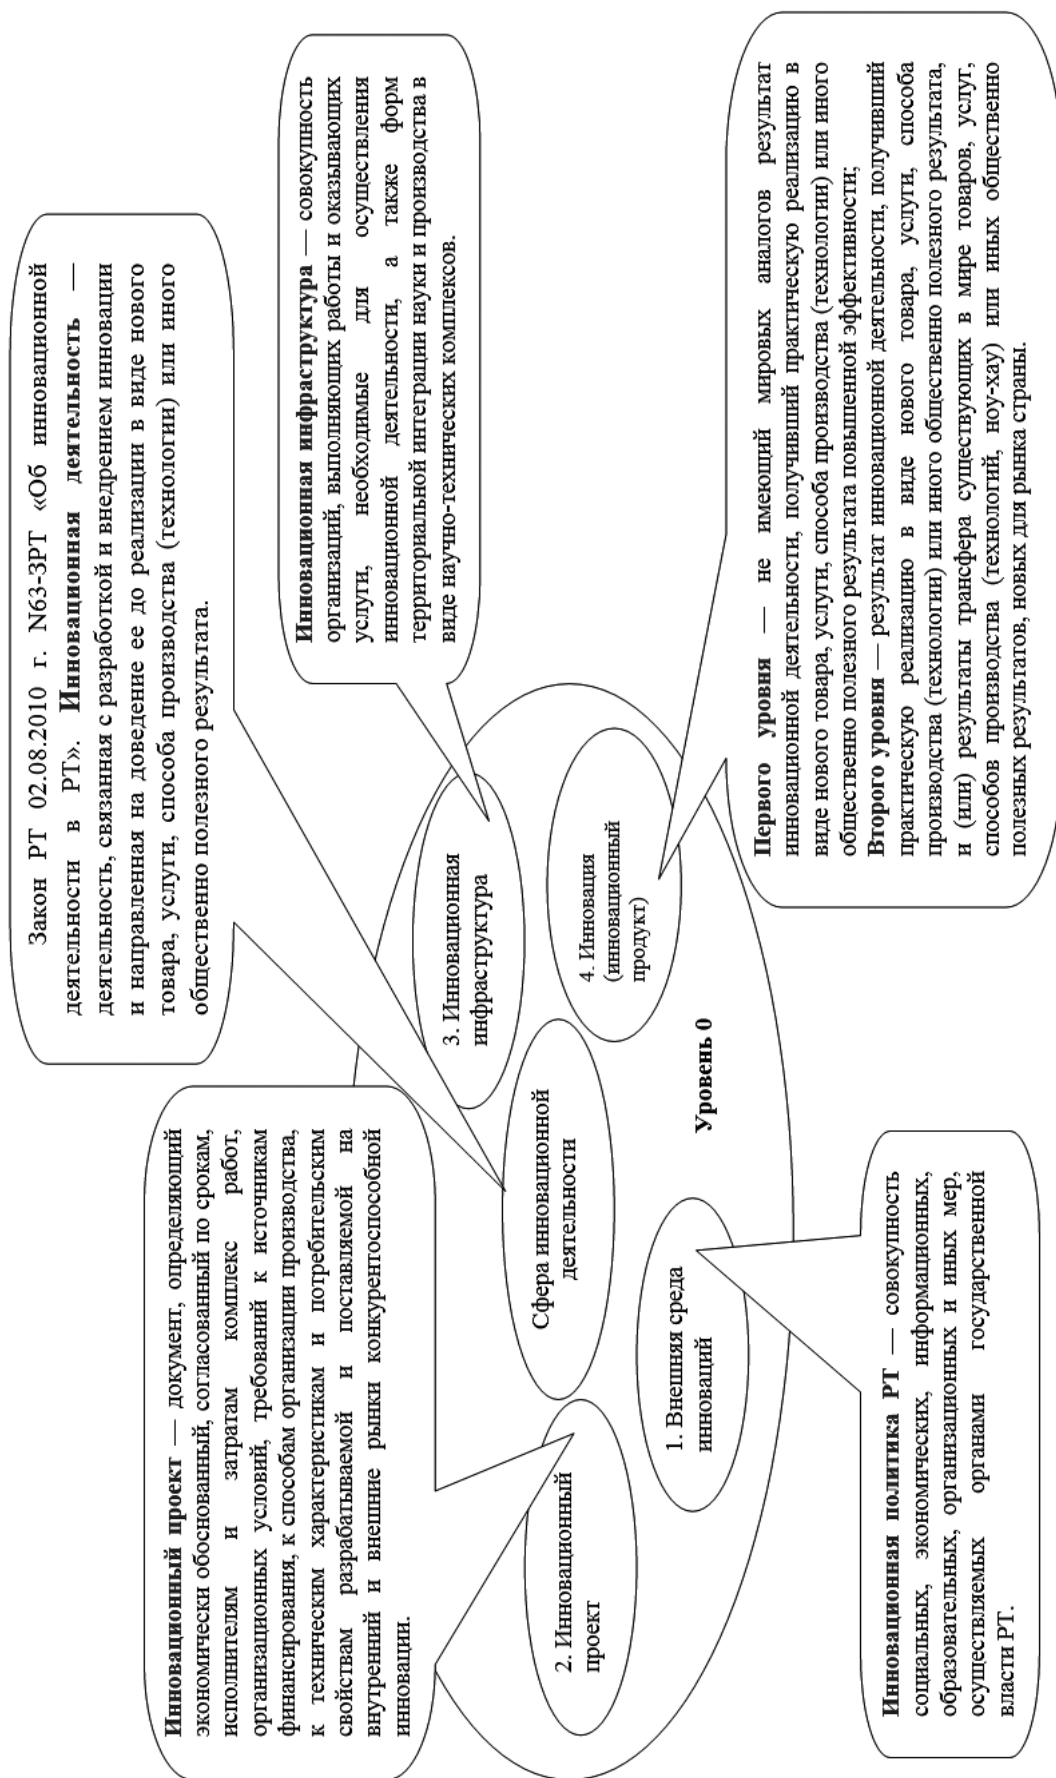 Закон РТ 02.08.2010 г. N63-ЗРТ «Об инновационной
деятельности в РТ». Инновационная деятельность —
деятельность, связанная с разработкой и внедрением инновации
и направленная на доведение ее до реализации в виде нового
товара, услуги, способа производства (технологии) или иного
общественно полезного результата.
Инновационный проект — документ, определяющий
экономически обоснованный, согласованный по срокам,
исполнителям и затратам комплекс работ,
организационных условий, требований к источникам
финансирования, к способам организации производства,
к техническим характеристикам и потребительским
свойствам разрабатываемой и поставляемой на
внутренний и внешние рынки конкурентоспособной
инновации.
Инновационная инфраструктура — совокупность
организаций, выполняющих работы и оказывающих
услуги, необходимые для осуществления
инновационной деятельности, а также форм
территориальной интеграции науки и производства в
виде научно-технических комплексов.
3. Инновационная
инфраструктура
Сфера инновационной
деятельности
2. Инновационный
проект
4. Инновация
(инновационный
продукт)
1. Внешняя среда
инноваций
Уровень 0
Инновационная политика РТ — совокупность
социальных, экономических, информационных,
образовательных, организационных и иных мер,
осуществляемых органами государственной
власти РТ.
Первого уровня — не имеющий мировых аналогов результат
инновационной деятельности, получивший практическую реализацию в
виде нового товара, услуги, способа производства (технологии) или иного
общественно полезного результата повышенной эффективности;
Второго уровня — результат инновационной деятельности, получивший
практическую реализацию в виде нового товара, услуги, способа
производства (технологии) или иного общественно полезного результата,
и (или) результаты трансфера существующих в мире товаров, услуг,
способов производства (технологий, ноу-хау) или иных общественно
полезных результатов, новых для рынка страны.